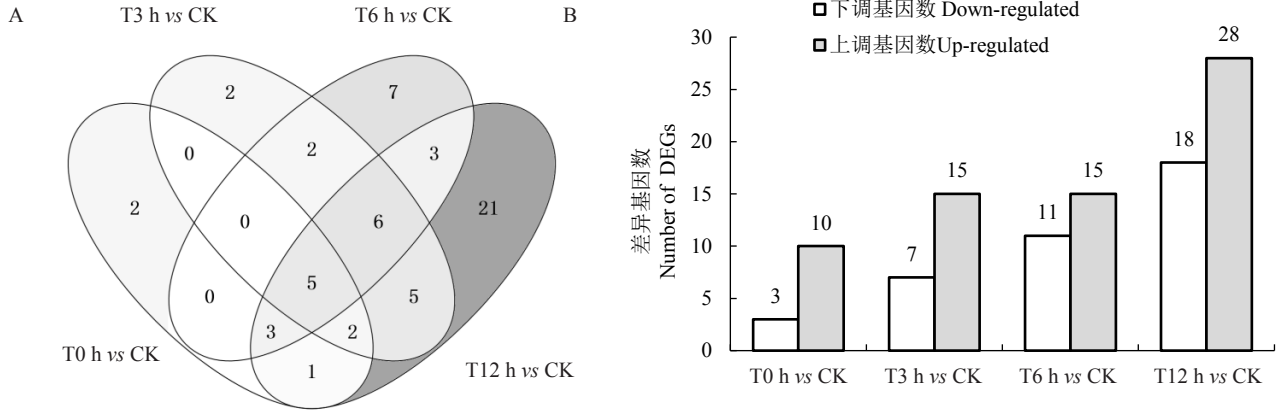 A
T3 h vs CK
T6 h vs CK
2
7
0
2
3
2
0
6
21
0
5
5
3
2
1
T0 h vs CK
T12 h vs CK
B
下调基因数 Down-regulated
上调基因数Up-regulated
差异基因数
Number of DEGs
30
25
20
15
10
5
0
3
10
7
15
11
15
18
28
T0 h vs CK
T3 h vs CK
T6 h vs CK
T12 h vs CK